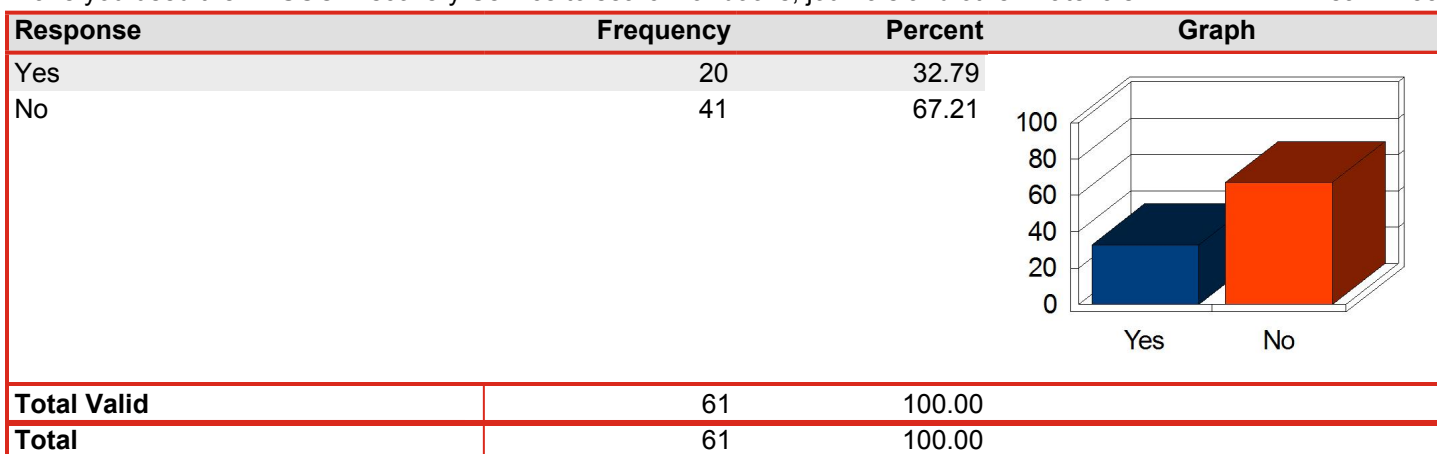 Response Frequency Percent Graph
Yes 20 32.79
No 41 67.21
100
80
60
40
20
0
Yes No
Total Valid 61 100.00
Total 61 100.00